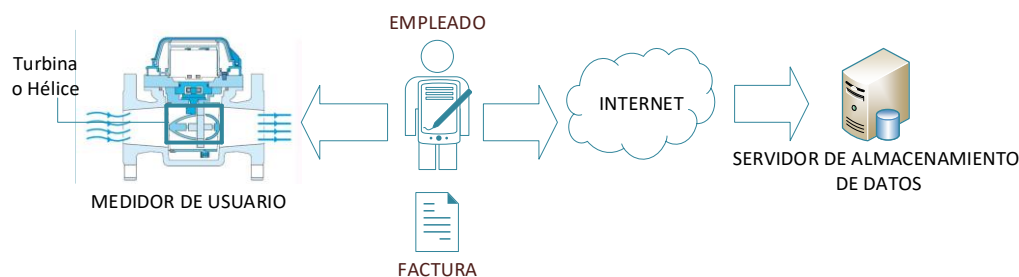 EMPLEADO
Turbina
o Hélice
INTERNET
MEDIDOR DE USUARIO
SERVIDOR DE ALMACENAMIENTO
DE DATOS
FACTURA